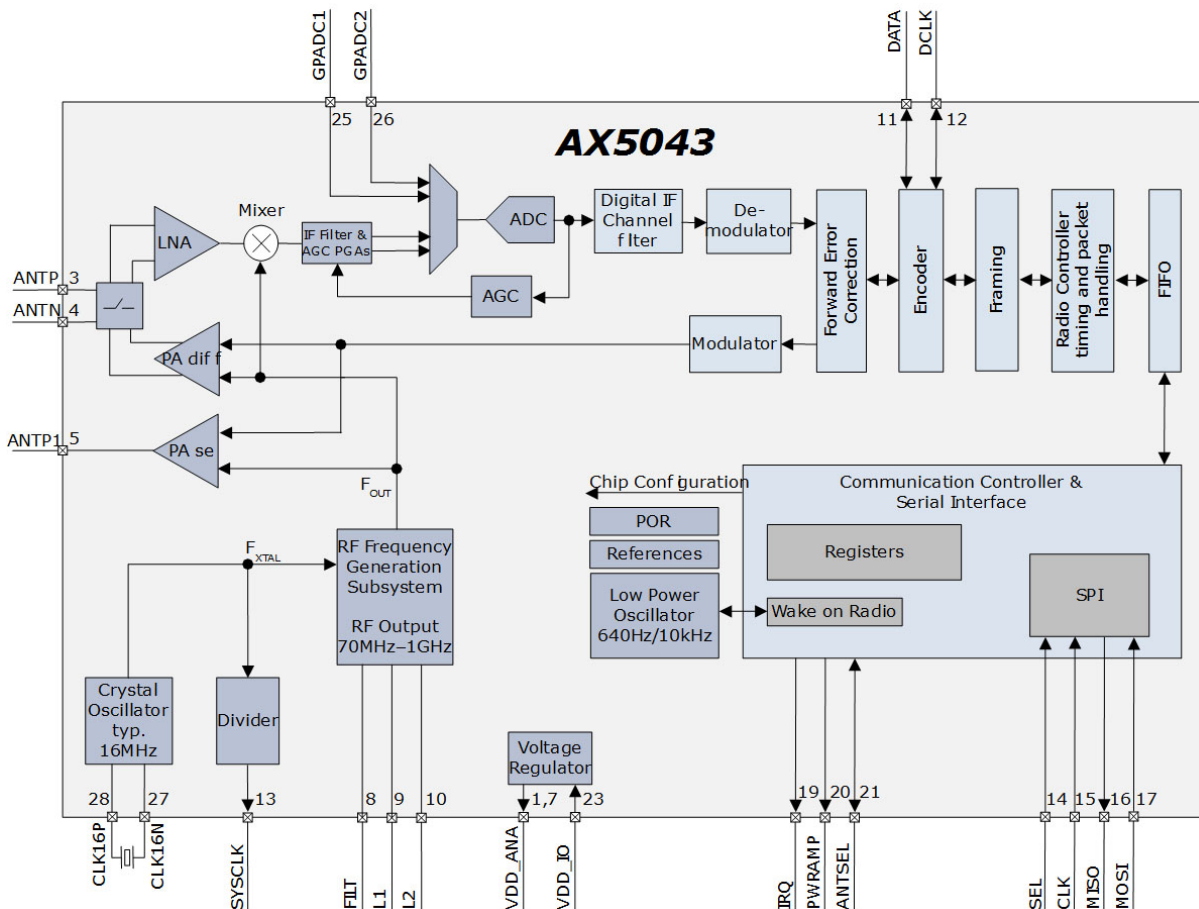 GPADC1
GPADC2
DATA
DCLK
25
26
11
12
AX5043
Mixer
LNA
IF Filter &
AGC PGAs
ADC
AGC
Digital IF
Channel
filter
De-
modulator
Forward Error
Correction
Encoder
Framing
Radio Controller
timing and packet
handling
FIFO
ANTP 3
ANTN 4
PA diff
Modulator
ANTP1 5
PA se
FOUT
Chip Configuration
POR
References
Low Power
Oscillator
640Hz/10kHz
Communication Controller &
Serial Interface
Registers
Wake on Radio
SPI
FXTAL
RF Frequency
Generation
Subsystem
RF Output
70MHz–1GHz
Crystal
Oscillator
typ.
16MHz
Divider
Voltage
Regulator
28
27
13
8
9
10
1,7
23
19
20
21
14
15
16
17
CLK16P
CLK16N
SYSCLK
FILT
L1
L2
VDD_ANA
VDD_IO
IRQ
PWRAMP
ANTSEL
SEL
CLK
MISO
MOSI